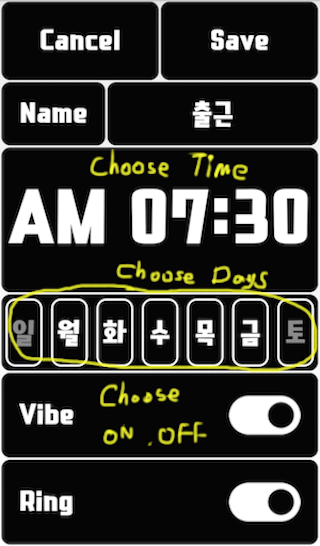 Cancel Save
Name 출근
Choose Time
AM 07:30
Choose Days
일 월 화 수 목 금 토
Vibe Choose
ON . OFF
Ring